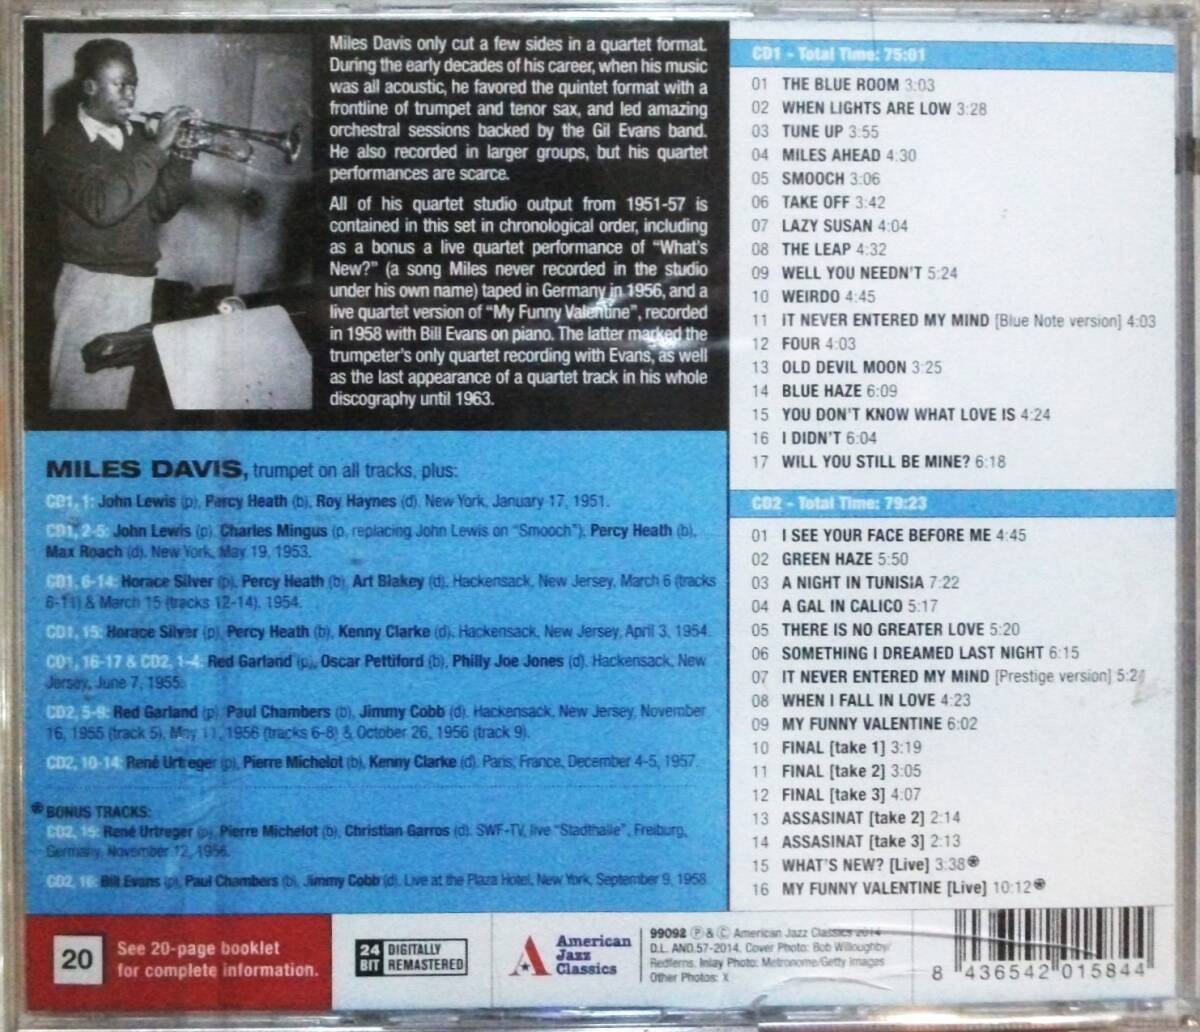 Miles Davis only cut a few sides in a quartet format.
During the early decades of his career, when his music
was all acoustic, he favored the quintet format with a
frontline of trumpet and tenor sax, and led amazing
orchestral sessions backed by the Gil Evans band.
He also recorded in larger groups, but his quartet
performances are scarce.
All of his quartet studio output from 1951-57 is
contained in this set in chronological order, including
as a bonus a live quartet performance of “What’s
New?” (a song Miles never recorded in the studio
under his own name) taped in Germany in 1956, and a
live quartet version of “My Funny Valentine”, recorded
in 1958 with Bill Evans on piano. The latter marked the
trumpeter’s only quartet recording with Evans, as well
as the last appearance of a quartet track in his whole
discography until 1963.
MILES DAVIS, trumpet on all tracks, plus:
CD1, 1: John Lewis (p), Percy Heath (b), Roy Haynes (d). New York, January 17, 1951.
CD1, 2-5: John Lewis (p), Charles Mingus (p, replacing John Lewis on “Smooch”), Percy Heath (b),
Max Roach (d). New York, May 19, 1953.
CD1, 6-14: Horace Silver (p), Percy Heath (b), Art Blakey (d). Hackensack, New Jersey, March 6 (tracks
6-11) & March 15 (tracks 12-14), 1954.
CD1, 15: Horace Silver (p), Percy Heath (b), Kenny Clarke (d). Hackensack, New Jersey, April 3, 1954.
CD1, 16-17 & CD2, 1-4: Red Garland (p), Oscar Pettiford (b), Philly Joe Jones (d). Hackensack, New
Jersey, June 7, 1955.
CD2, 5-9: Red Garland (p), Paul Chambers (b), Jimmy Cobb (d). Hackensack, New Jersey, November
16, 1955 (track 5), May 11, 1956 (tracks 6-8) & October 26, 1956 (track 9).
CD2, 10-14: René Urtreger (p), Pierre Michelot (b), Kenny Clarke (d). Paris, France, December 4-5, 1957.
BONUS TRACKS:
CD2, 15: René Urtreger (p), Pierre Michelot (b), Christian Garros (d). SWF-TV, live “Stadthalle”, Freiburg,
Germany, November 12, 1956.
CD2, 16: Bill Evans (p), Paul Chambers (b), Jimmy Cobb (d). Live at the Plaza Hotel, New York, September 9, 1958.
CD1 - Total Time: 75:01
01 THE BLUE ROOM 3:03
02 WHEN LIGHTS ARE LOW 3:28
03 TUNE UP 3:55
04 MILES AHEAD 4:30
05 SMOOCH 3:06
06 TAKE OFF 3:42
07 LAZY SUSAN 4:04
08 THE LEAP 4:32
09 WELL YOU NEEDN’T 5:24
10 WEIRDO 4:45
11 IT NEVER ENTERED MY MIND [Blue Note version] 4:03
12 FOUR 4:03
13 OLD DEVIL MOON 3:25
14 BLUE HAZE 6:09
15 YOU DON’T KNOW WHAT LOVE IS 4:24
16 I DIDN’T 6:04
17 WILL YOU STILL BE MINE? 6:18
CD2 - Total Time: 79:23
01 I SEE YOUR FACE BEFORE ME 4:45
02 GREEN HAZE 5:50
03 A NIGHT IN TUNISIA 7:22
04 A GAL IN CALICO 5:17
05 THERE IS NO GREATER LOVE 5:20
06 SOMETHING I DREAMED LAST NIGHT 6:15
07 IT NEVER ENTERED MY MIND [Prestige version] 5:24
08 WHEN I FALL IN LOVE 4:23
09 MY FUNNY VALENTINE 6:02
10 FINAL [take 1] 3:19
11 FINAL [take 2] 3:05
12 FINAL [take 3] 4:07
13 ASSASINAT [take 2] 2:14
14 ASSASINAT [take 3] 2:13
15 WHAT’S NEW? [Live] 3:38
16 MY FUNNY VALENTINE [Live] 10:12
20
See 20-page booklet
for complete information.
24 BIT DIGITALLY REMASTERED
American
Jazz
Classics
99092 Ⓟ & © American Jazz Classics 2014
D.L. AND.57-2014. Cover Photo: Bob Willoughby/
Redferns. Inlay Photo: Metronome/Getty Images
Other Photos: X
8 436542 015844